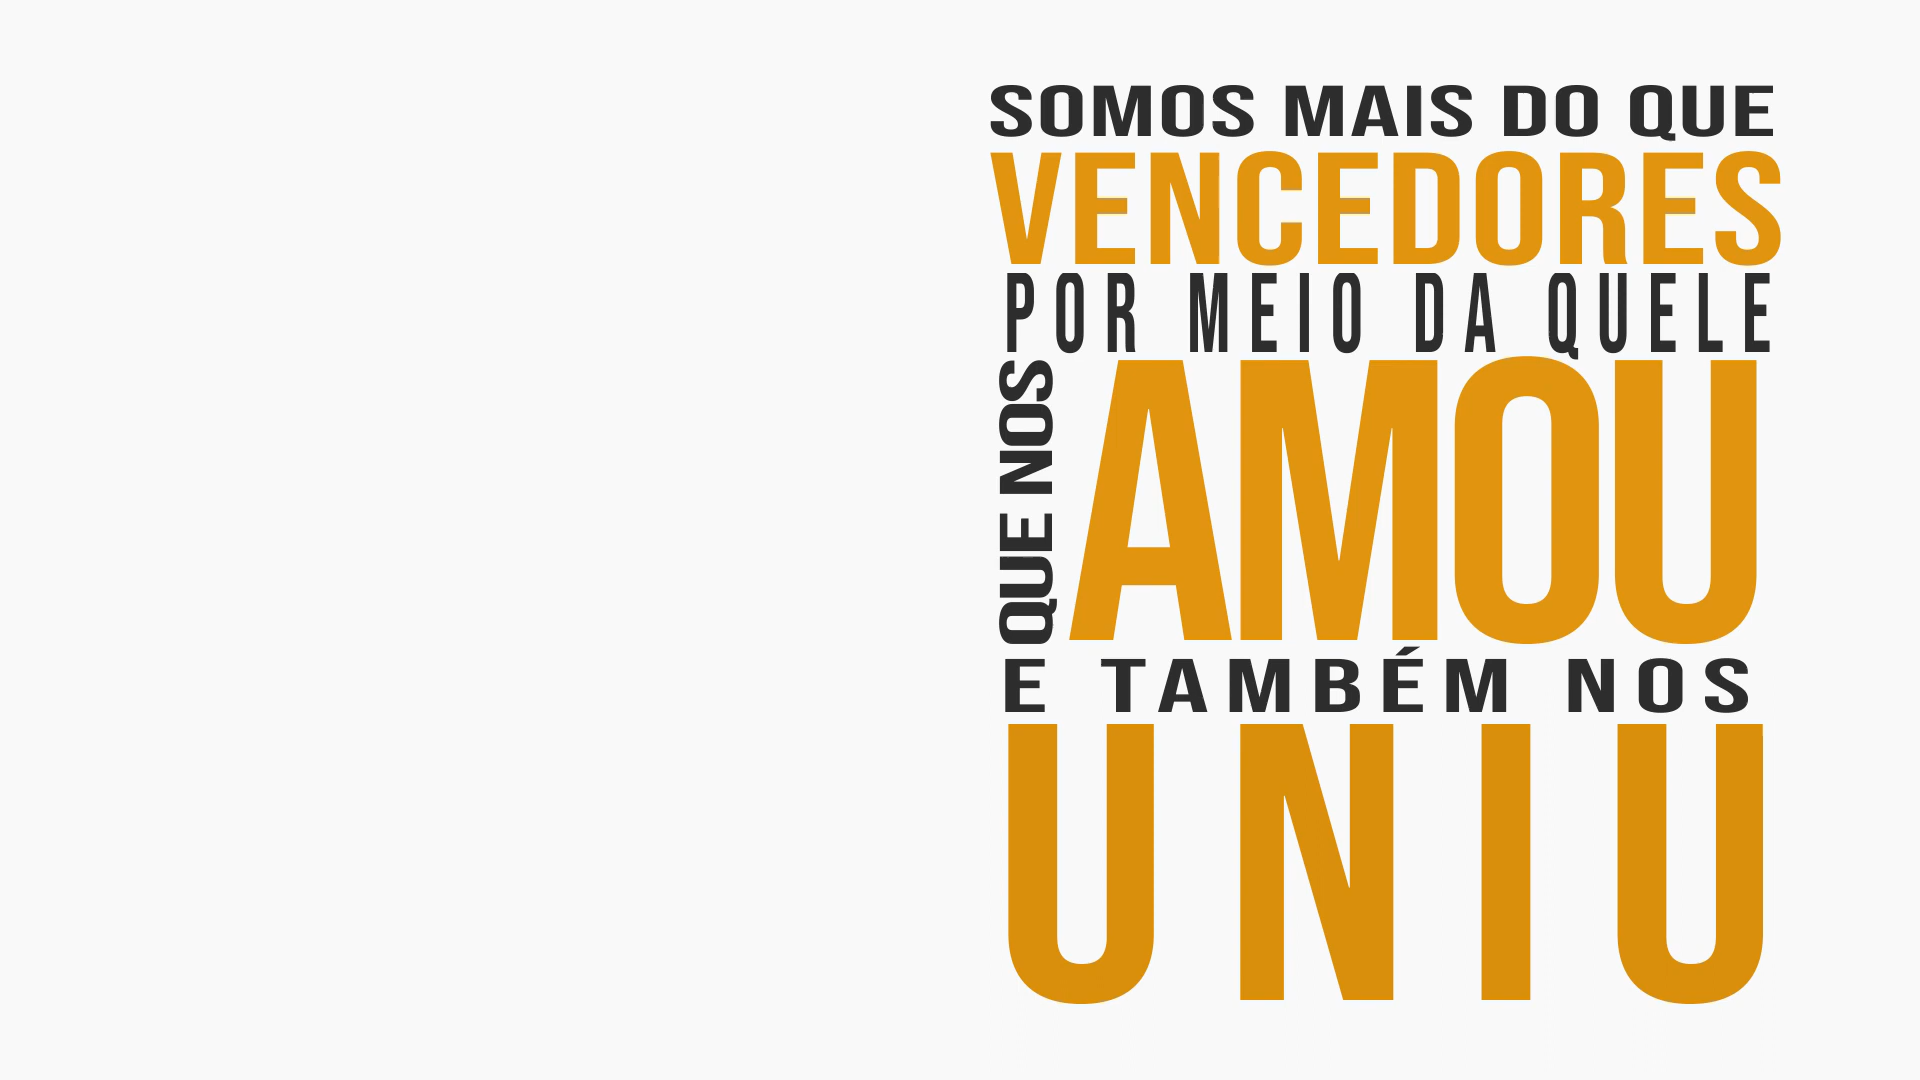 SOMOS MAIS DO QUE
VENCEDORES
POR MEIO DA QUELE
QUE NOS
AMOU
E TAMBÉM NOS
UNIU